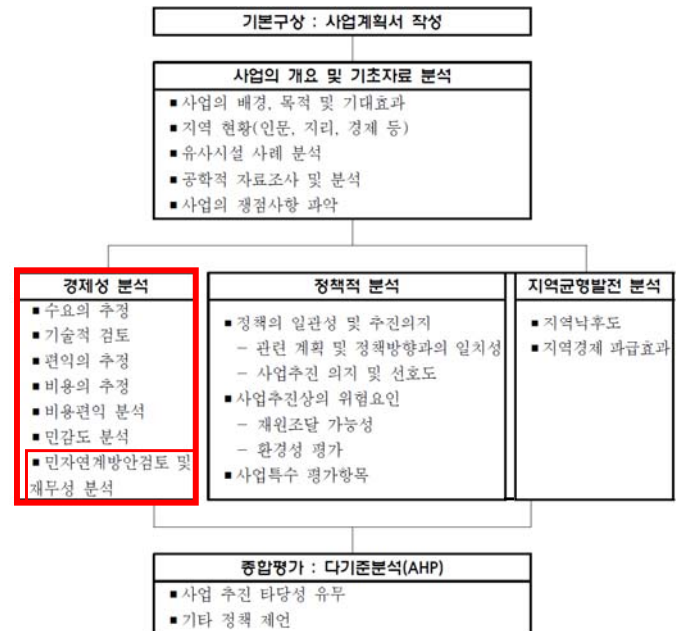 기본구상 : 사업계획서 작성
사업의 개요 및 기초자료 분석
■ 사업의 배경, 목적 및 기대효과
■ 지역 현황(인문, 지리, 경제 등)
■ 유사시설 사례 분석
■ 공학적 자료조사 및 분석
■ 사업의 쟁점사항 파악
경제성 분석
■ 수요의 추정
■ 기술적 검토
■ 편익의 추정
■ 비용의 추정
■ 비용편익 분석
■ 민감도 분석
■ 민자연계방안검토 및
재무성 분석
정책적 분석
■ 정책의 일관성 및 추진의지
– 관련 계획 및 정책방향과의 일치성
– 사업추진 의지 및 선호도
■ 사업추진상의 위험요인
– 재원조달 가능성
– 환경성 평가
■ 사업특수 평가항목
지역균형발전 분석
■ 지역낙후도
■ 지역경제 파급효과
종합평가 : 다기준분석(AHP)
■ 사업 추진 타당성 유무
■ 기타 정책 제언